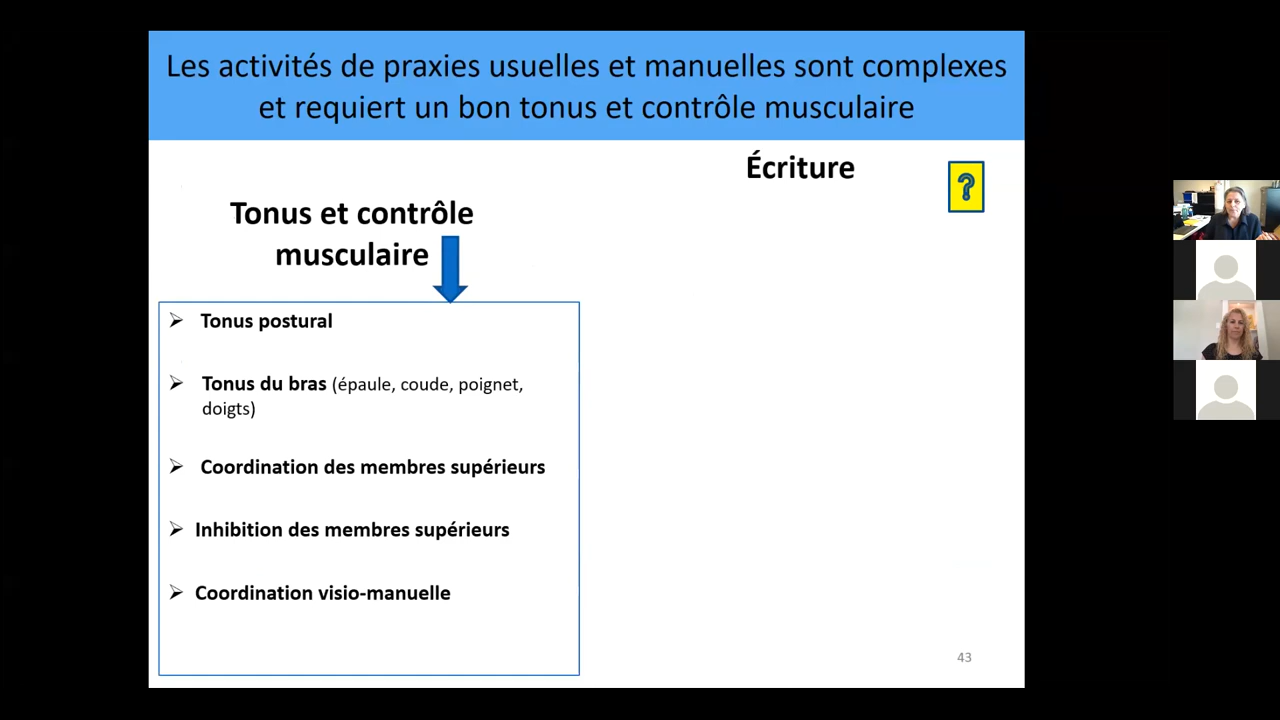 Les activités de praxies usuelles et manuelles sont complexes
et requiert un bon tonus et contrôle musculaire
Écriture
?
Tonus et contrôle
musculaire
➢ Tonus postural
➢ Tonus du bras (épaule, coude, poignet,
doigts)
➢ Coordination des membres supérieurs
➢ Inhibition des membres supérieurs
➢ Coordination visio-manuelle
43